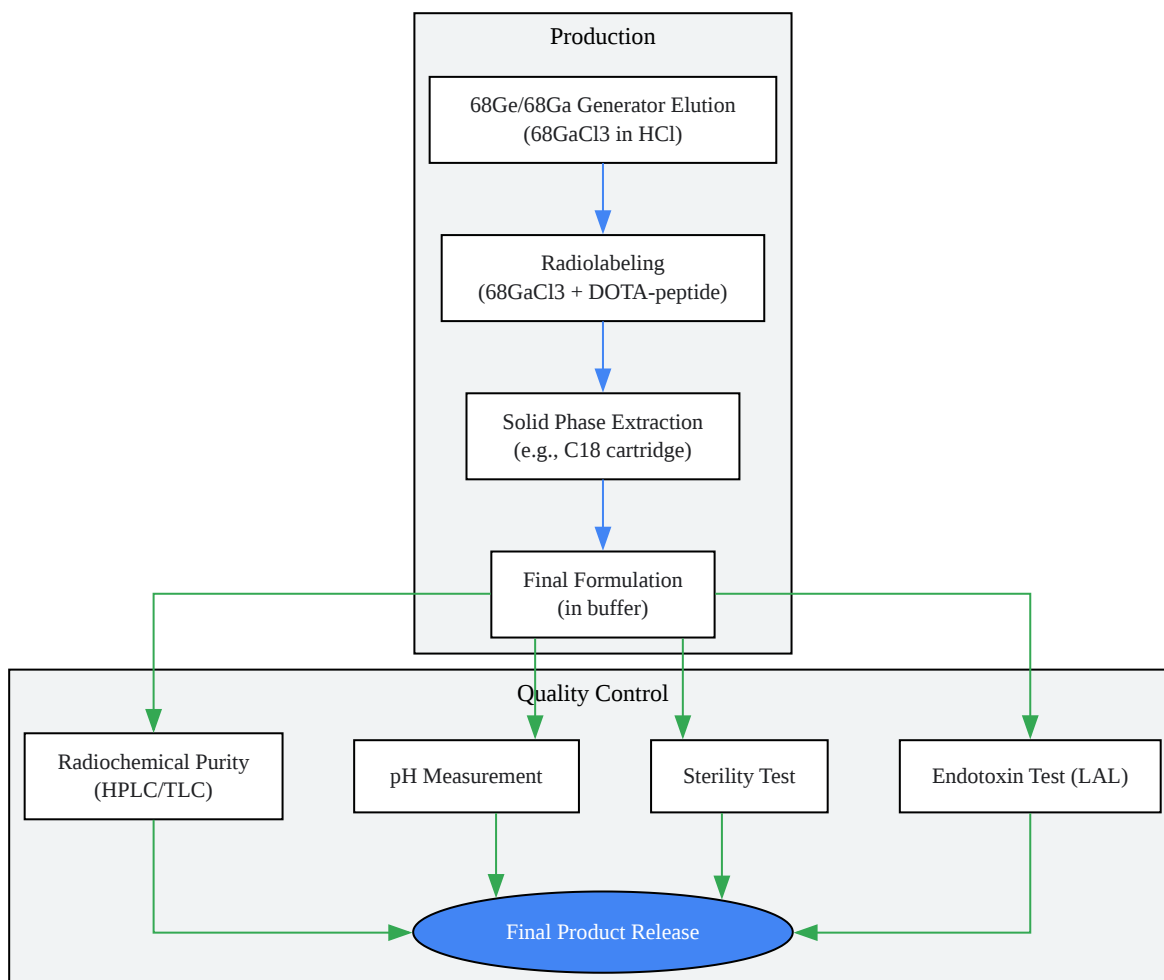 Production
68Ge/68Ga Generator Elution
(68GaCl3 in HCl)
Radiolabeling
(68GaCl3 + DOTA-peptide)
Solid Phase Extraction
(e.g., C18 cartridge)
Final Formulation
(in buffer)
Quality Control
Radiochemical Purity
(HPLC/TLC)
pH Measurement
Sterility Test
Endotoxin Test (LAL)
Final Product Release